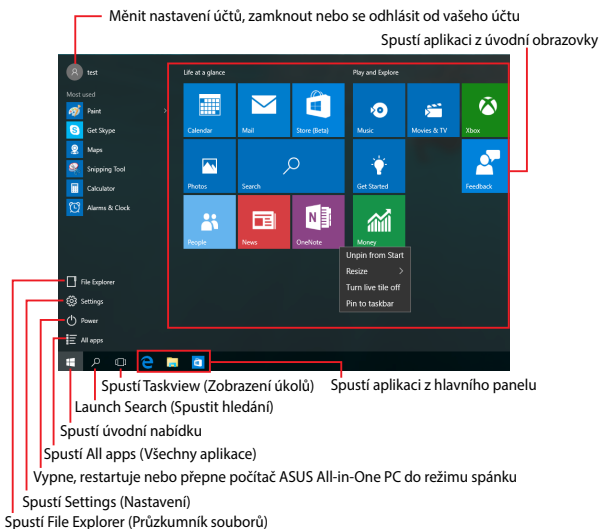 Měnit nastavení účtů, zamknout nebo se odhlásit od vašeho účtu
Spustí aplikaci z úvodní obrazovky
test
Life at a glance
Play and Explore
Most used
Paint
Get Skype
Maps
Snipping Tool
Calculator
Alarms & Clock
Calendar
Mail
Store (Beta)
Music
Movies & TV
Xbox
Photos
Search
Get Started
Feedback
People
News
OneNote
Money
Unpin from Start
Resize
Turn live tile off
Pin to taskbar
File Explorer
Settings
Power
All apps
Spustí Taskview (Zobrazení úkolů)
Spustí aplikaci z hlavního panelu
Launch Search (Spustit hledání)
Spustí úvodní nabídku
Spustí All apps (Všechny aplikace)
Vypne, restartuje nebo přepne počítač ASUS All-in-One PC do režimu spánku
Spustí Settings (Nastavení)
Spustí File Explorer (Průzkumník souborů)